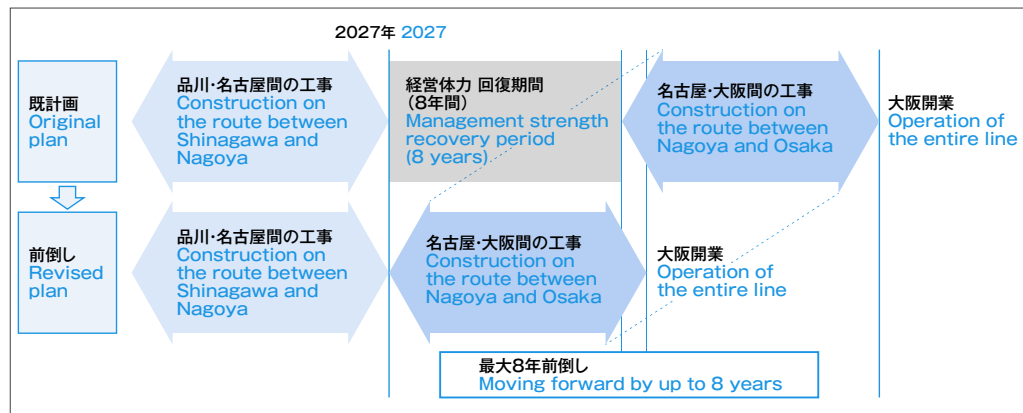 2027年 2027
既計画
Original
plan
品川・名古屋間の工事
Construction on
the route between
Shinagawa and
Nagoya
経営体力 回復期間
（8年間）
Management strength
recovery period
(8 years)
名古屋・大阪間の工事
Construction on
the route between
Nagoya and Osaka
大阪開業
Operation of
the entire line
前倒し
Revised
plan
品川・名古屋間の工事
Construction on
the route between
Shinagawa and
Nagoya
名古屋・大阪間の工事
Construction on
the route between
Nagoya and Osaka
大阪開業
Operation of
the entire line
最大8年前倒し
Moving forward by up to 8 years